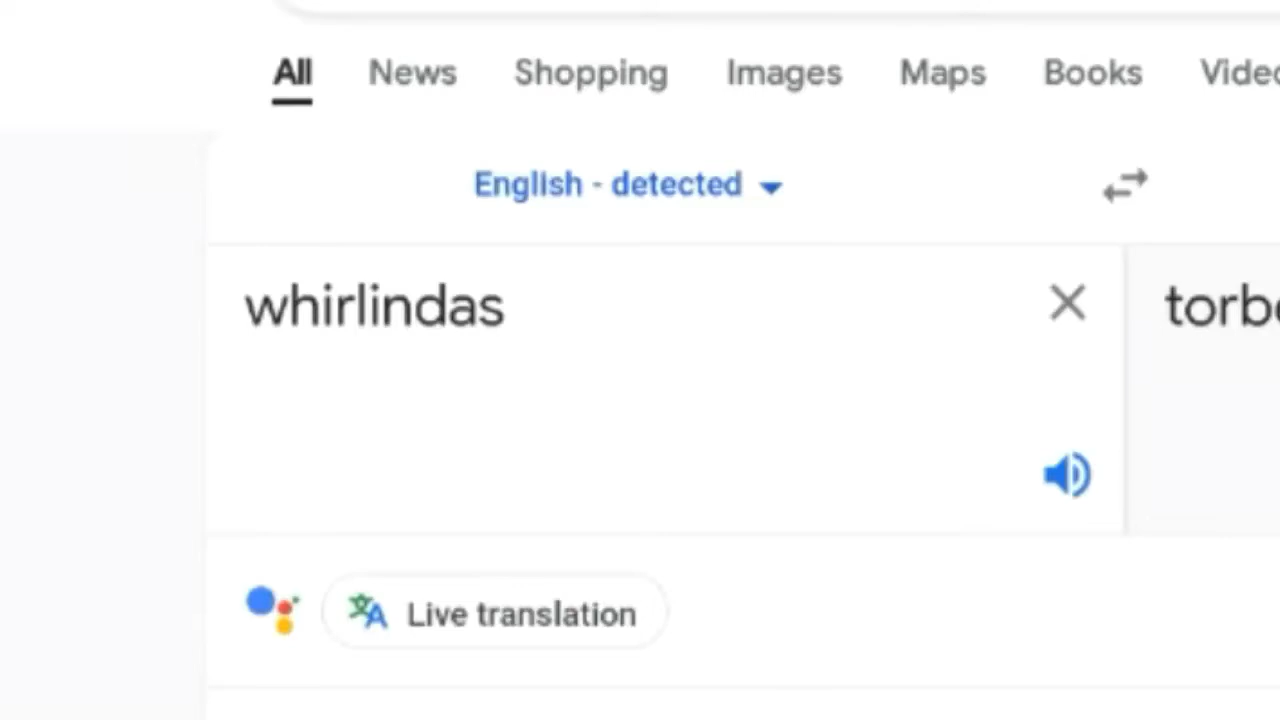 All News Shopping Images Maps Books
English - detected
whirlindas
Live translation